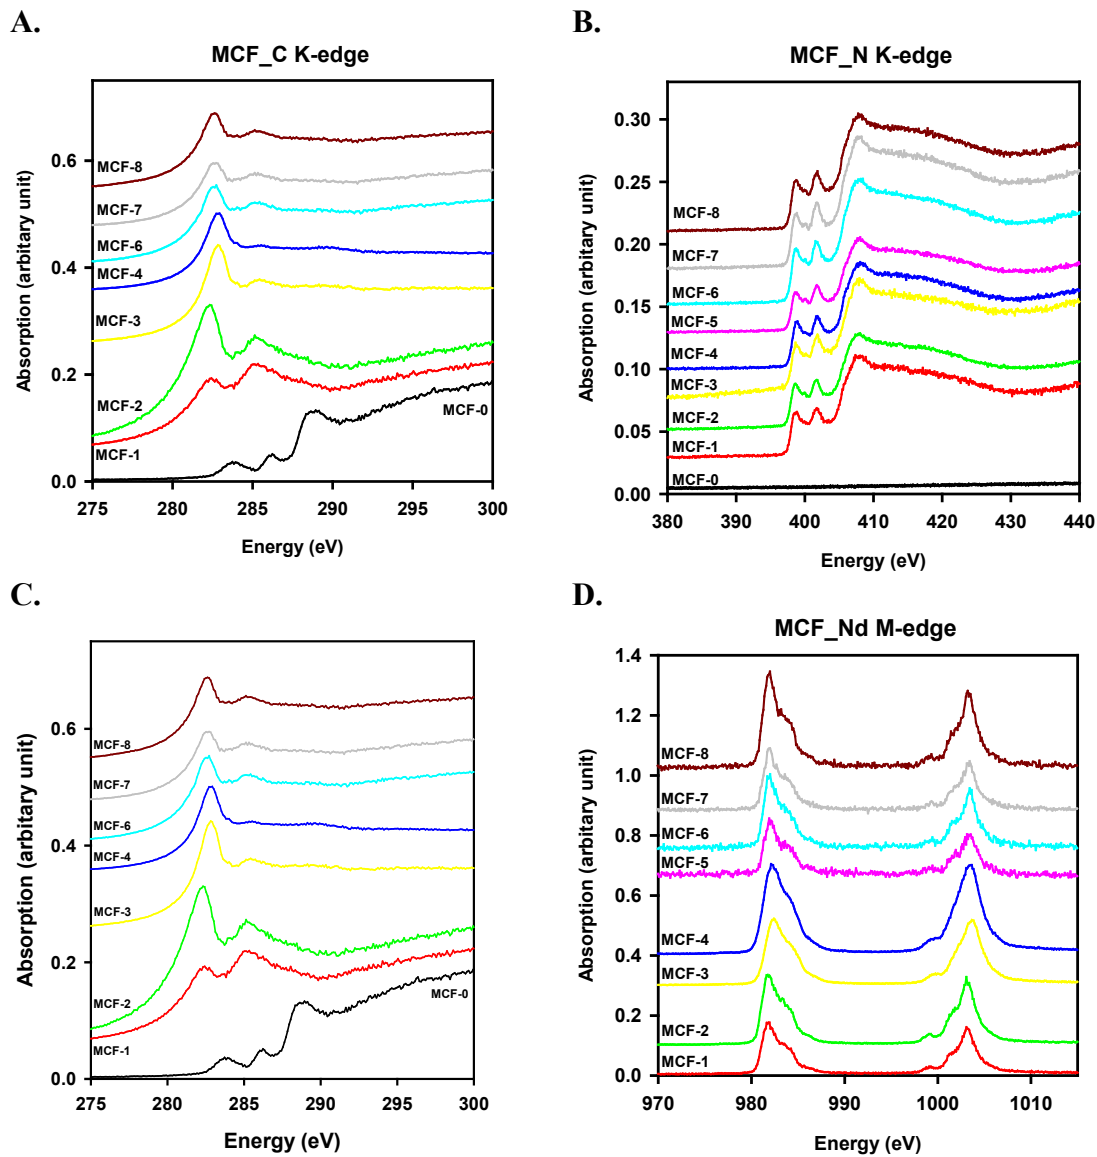 A.
MCF_C K-edge
Absorption (arbitary unit)
0.6
0.4
0.2
0.0
MCF-8
MCF-7
MCF-6
MCF-4
MCF-3
MCF-2
MCF-1
MCF-0
275 280 285 290 295 300
Energy (eV)
B.
MCF_N K-edge
Absorption (arbitary unit)
0.30
0.25
0.20
0.15
0.10
0.05
0.00
MCF-8
MCF-7
MCF-6
MCF-5
MCF-4
MCF-3
MCF-2
MCF-1
MCF-0
380 390 400 410 420 430 440
Energy (eV)
C.
Absorption (arbitary unit)
0.6
0.4
0.2
0.0
MCF-8
MCF-7
MCF-6
MCF-4
MCF-3
MCF-2
MCF-1
MCF-0
275 280 285 290 295 300
Energy (eV)
D.
MCF_Nd M-edge
Absorption (arbitary unit)
1.4
1.2
1.0
0.8
0.6
0.4
0.2
0.0
MCF-8
MCF-7
MCF-6
MCF-5
MCF-4
MCF-3
MCF-2
MCF-1
970 980 990 1000 1010
Energy (eV)